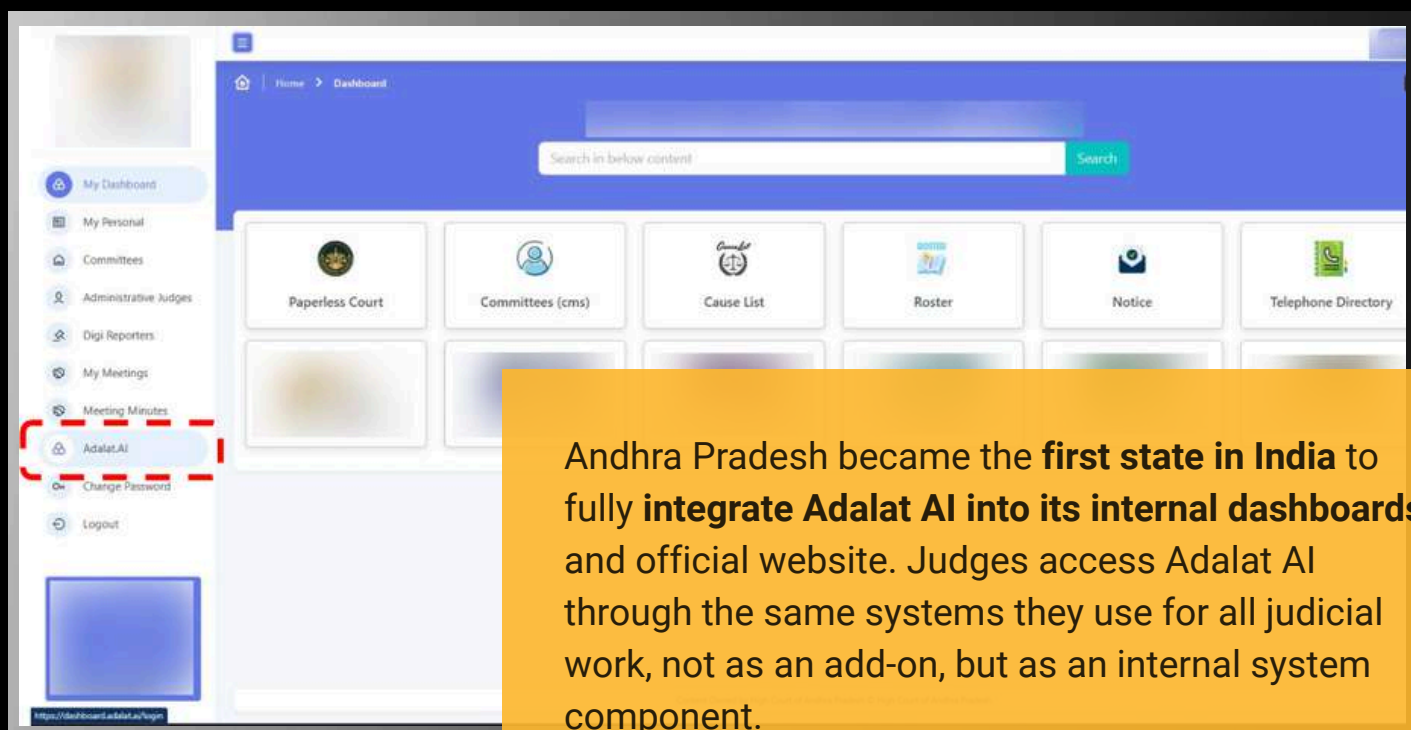 Home > Dashboard
Search in below content
Search
My Dashboard
My Personal
Committees
Administrative Judges
Digi Reporters
My Meetings
Meeting Minutes
Adalat.AI
Change Password
Logout
Paperless Court
Committees (cms)
Cause List
Roster
Notice
Telephone Directory
Andhra Pradesh became the first state in India to
fully integrate Adalat AI into its internal dashboards
and official website. Judges access Adalat AI
through the same systems they use for all judicial
work, not as an add-on, but as an internal system
component.
https://dashboard.adalat.ai/login